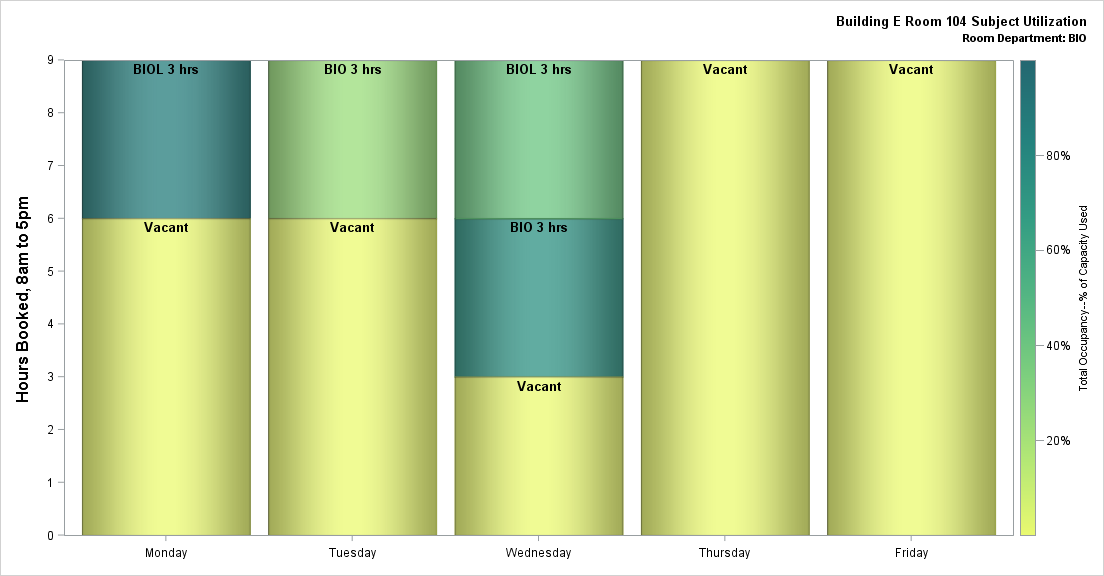 Building E Room 104 Subject Utilization
Room Department: BIO
Hours Booked, 8am to 5pm
9
8
7
6
5
4
3
2
1
0
BIOL 3 hrs
Vacant
BIO 3 hrs
Vacant
BIOL 3 hrs
BIO 3 hrs
Vacant
Vacant
Vacant
Monday
Tuesday
Wednesday
Thursday
Friday
80%
60%
40%
20%
Total Occupancy--% of Capacity Used